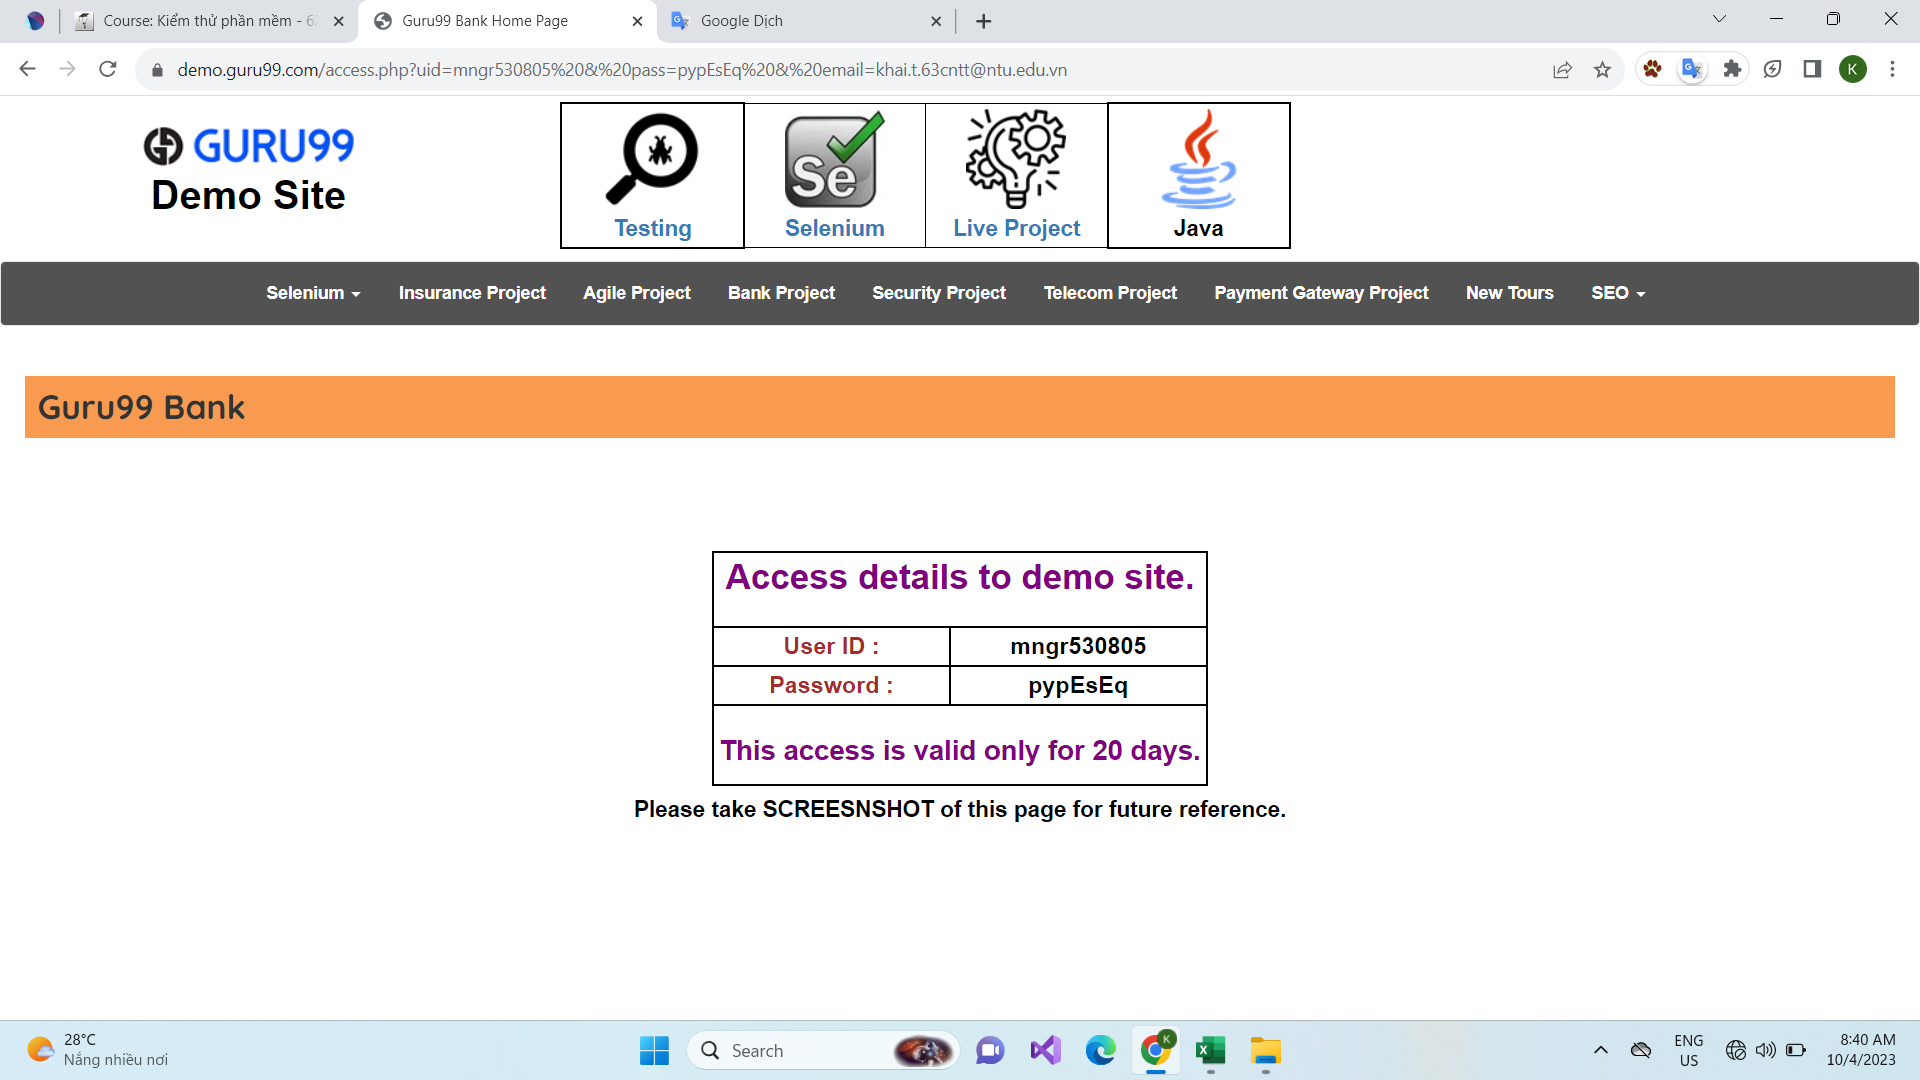 Course: Kiểm thử phần mềm - 6
Guru99 Bank Home Page
Google Dịch
demo.guru99.com/access.php?uid=mngr530805%20&%20pass=pypEsEq%20&%20email=khai.t.63cntt@ntu.edu.vn
K
GURU99
Demo Site
Se
Testing
Selenium
Live Project
Java
Selenium
Insurance Project
Agile Project
Bank Project
Security Project
Telecom Project
Payment Gateway Project
New Tours
SEO
Guru99 Bank
Access details to demo site.
User ID : mngr530805
Password : pypEsEq
This access is valid only for 20 days.
Please take SCREESNSHOT of this page for future reference.
28°C
Nắng nhiều nơi
Search
K
ENG
US
8:40 AM
10/4/2023